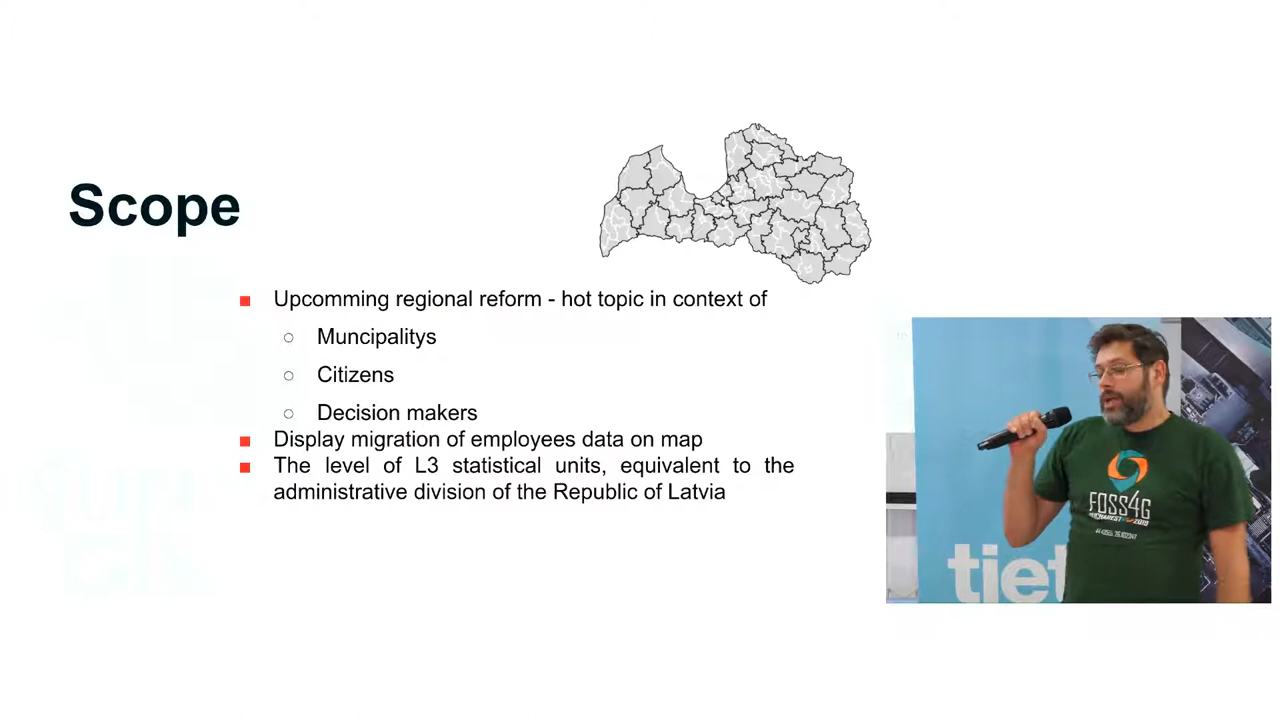 Scope
Upcomming regional reform - hot topic in context of
Muncipalitys
Citizens
Decision makers
Display migration of employees data on map
The level of L3 statistical units, equivalent to the
administrative division of the Republic of Latvia
FOSS4G
BUCHAREST 2019
tiet